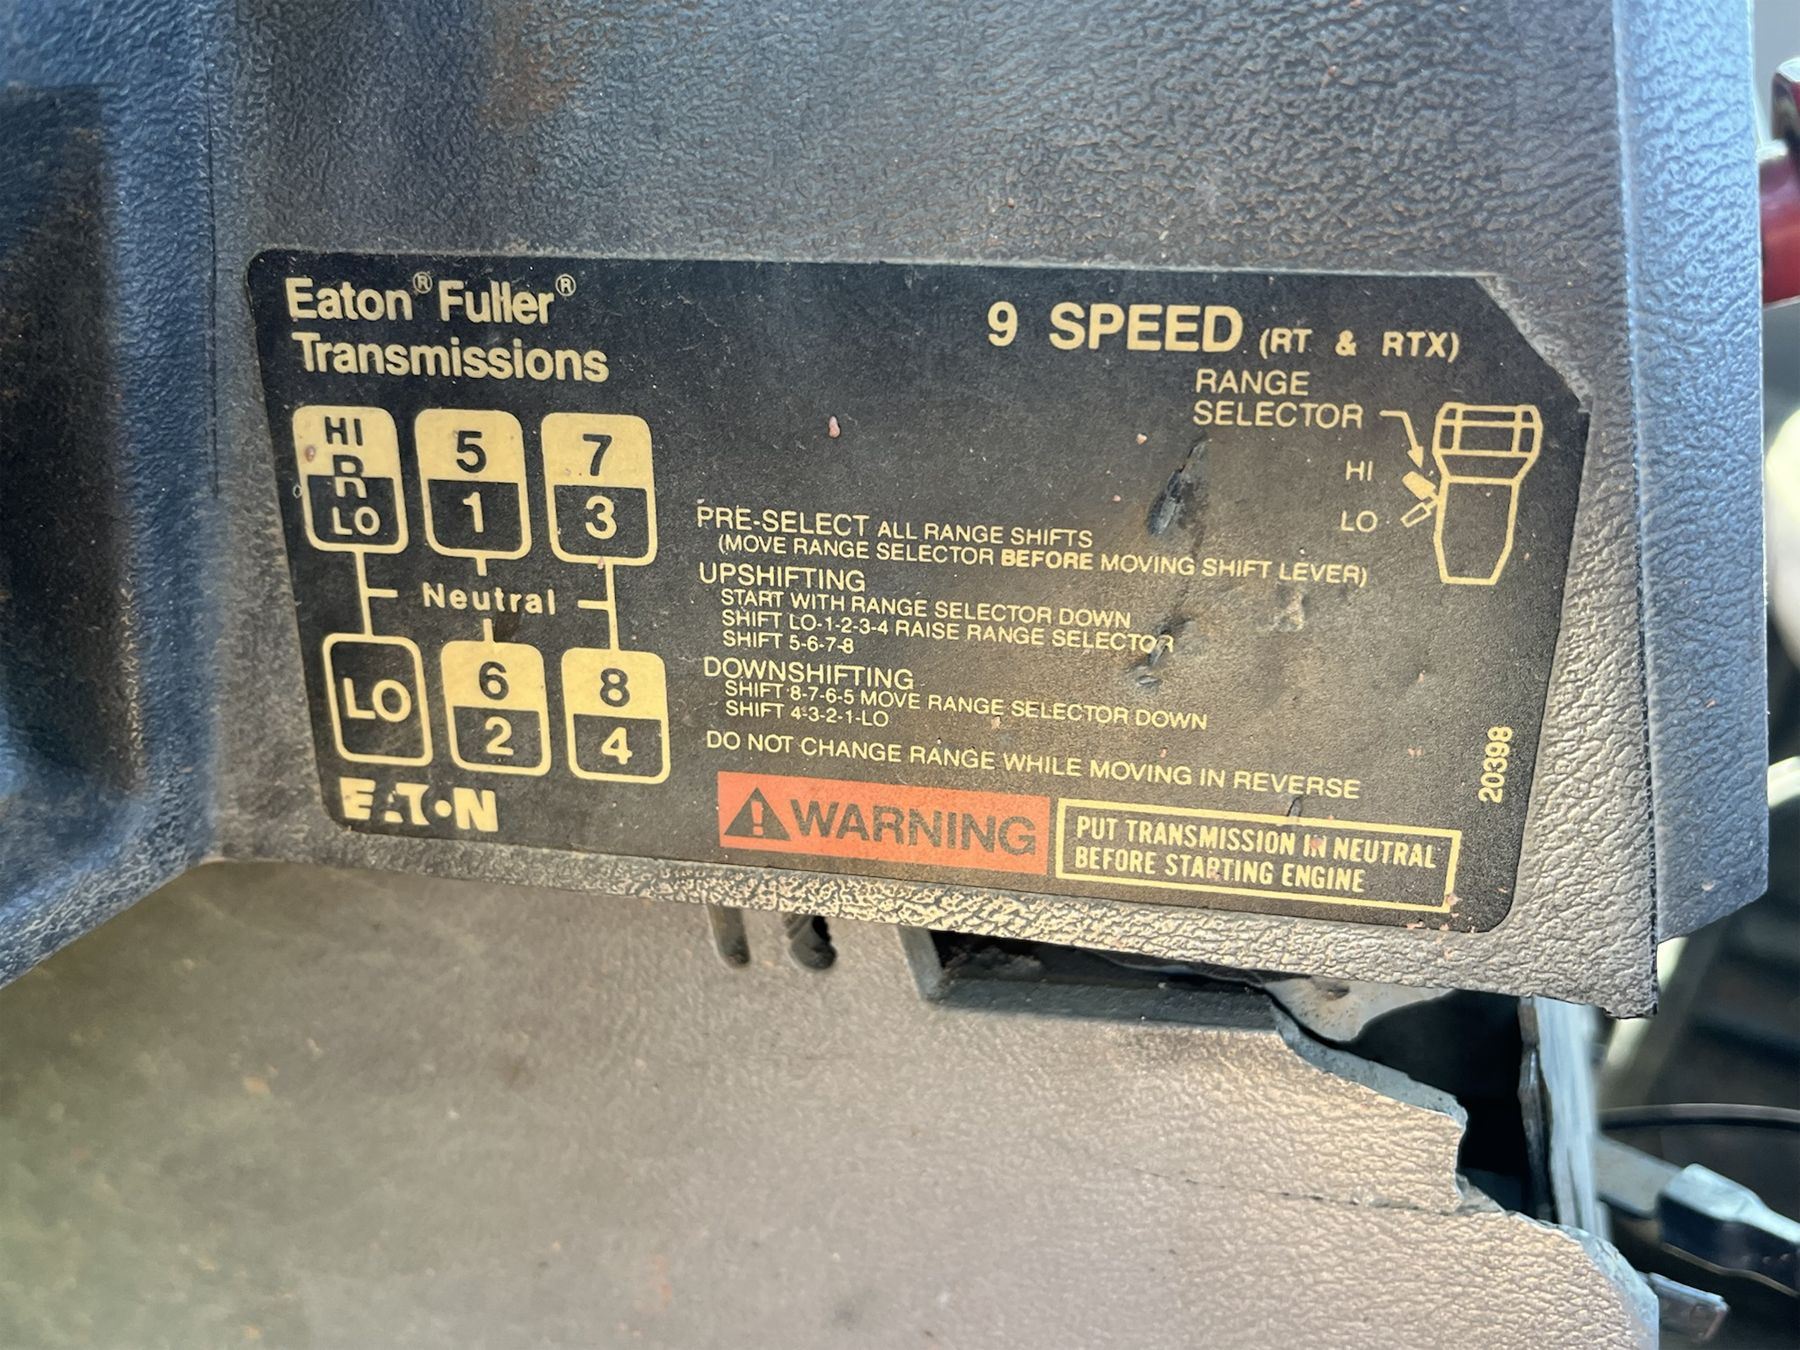 Eaton® Fuller®
Transmissions
9 SPEED (RT & RTX)
RANGE
SELECTOR
HI
LO
HI
R
LO
5
1
7
3
Neutral
LO
6
2
8
4
PRE-SELECT ALL RANGE SHIFTS
(MOVE RANGE SELECTOR BEFORE MOVING SHIFT LEVER)
UPSHIFTING
START WITH RANGE SELECTOR DOWN
SHIFT LO-1-2-3-4 RAISE RANGE SELECTOR
SHIFT 5-6-7-8
DOWNSHIFTING
SHIFT 8-7-6-5 MOVE RANGE SELECTOR DOWN
SHIFT 4-3-2-1-LO
DO NOT CHANGE RANGE WHILE MOVING IN REVERSE
EATON
WARNING
PUT TRANSMISSION IN NEUTRAL
BEFORE STARTING ENGINE
20398